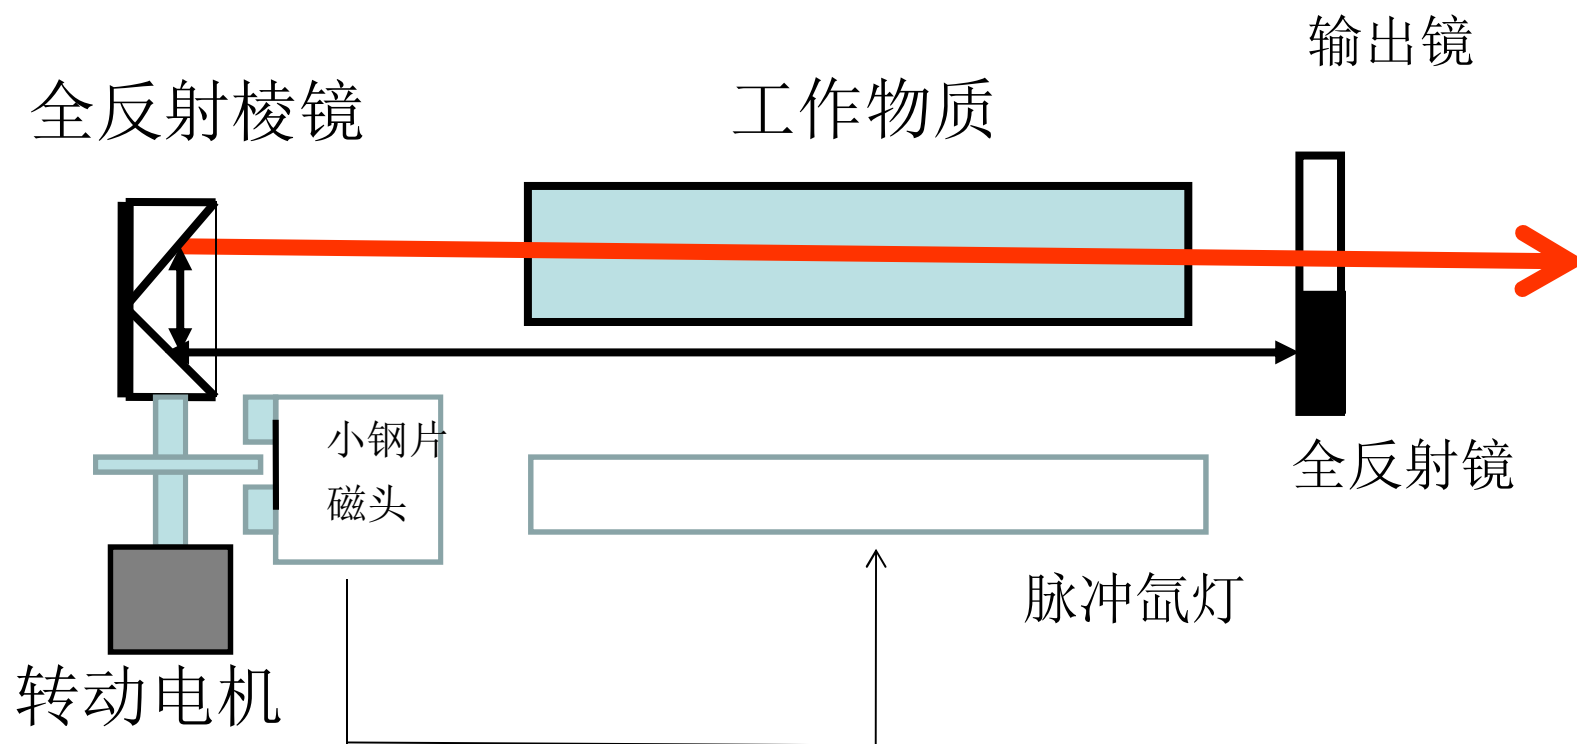 输出镜
全反射棱镜
工作物质
小钢片
磁头
全反射镜
脉冲氙灯
转动电机